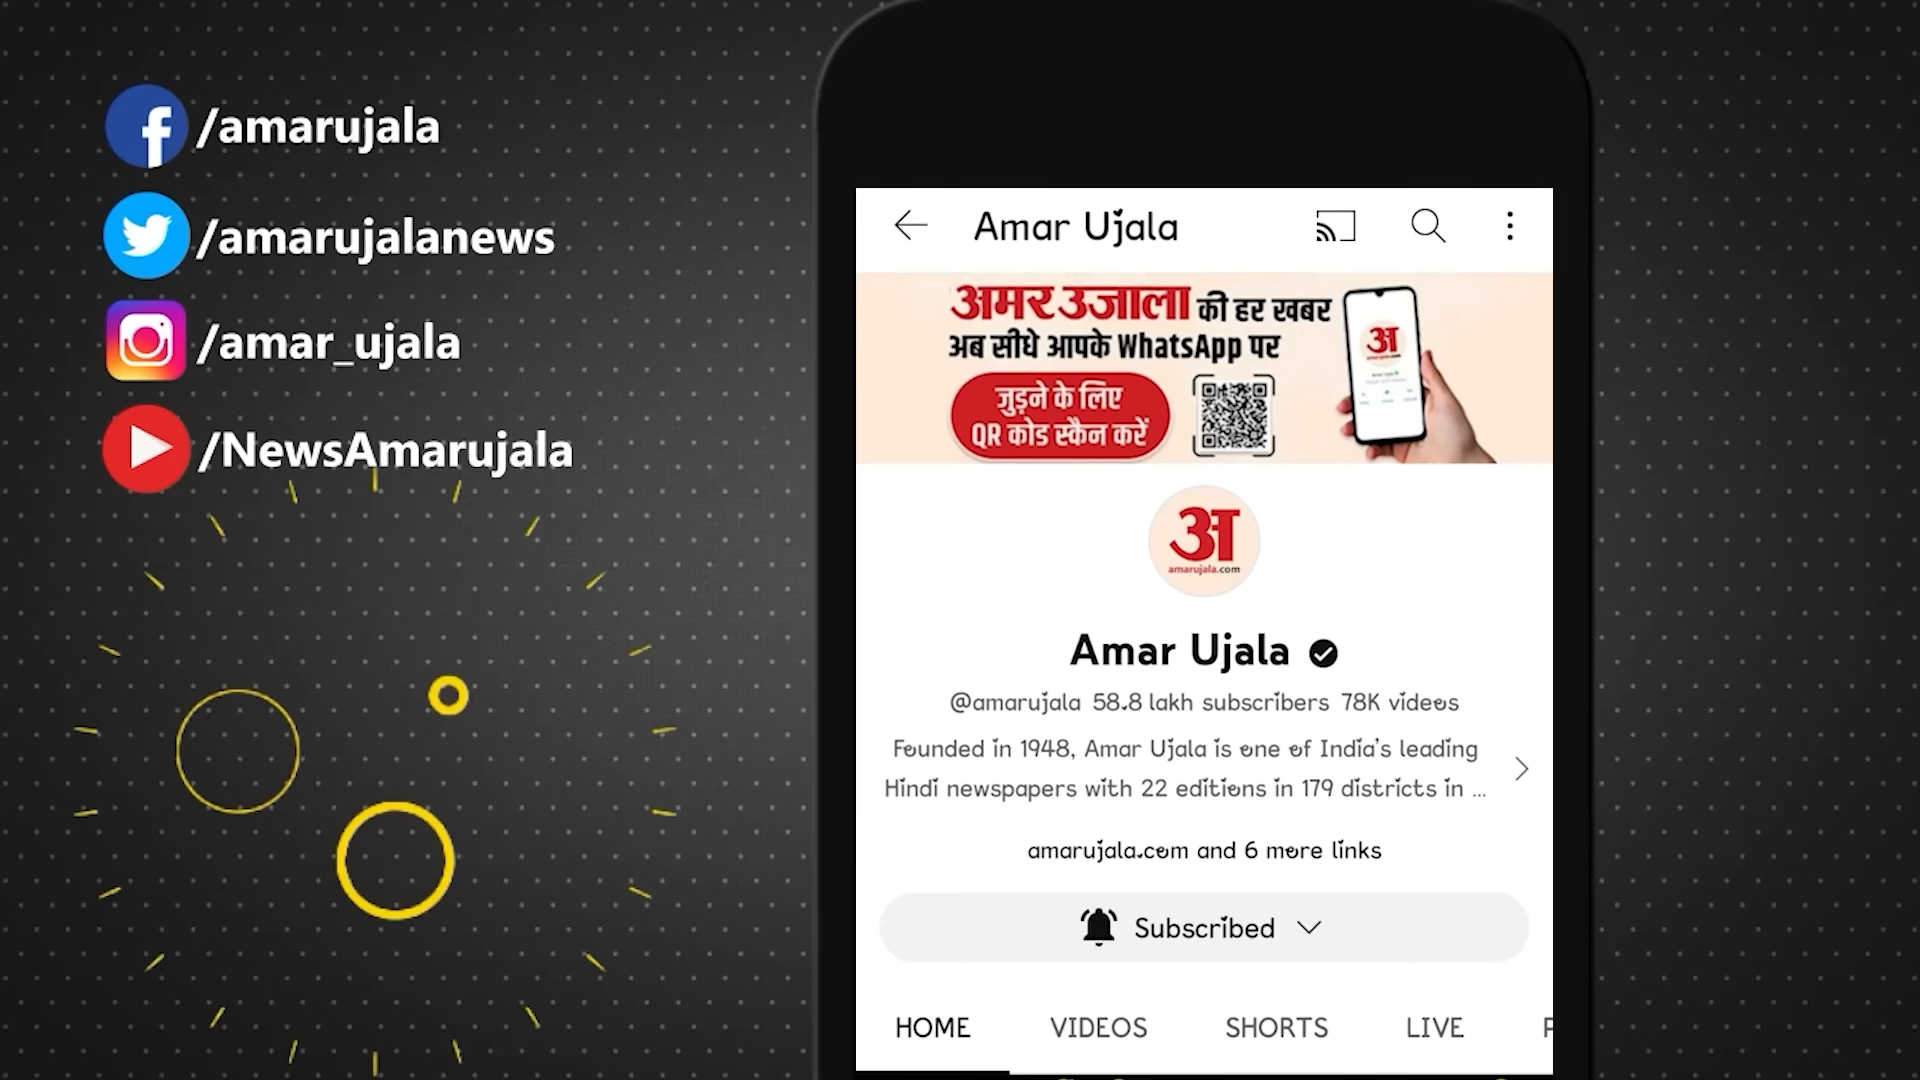 /amarujala
/amarujalanews
/amar_ujala
/NewsAmarujala
Amar Ujala
अमर उजाला की हर खबर
अब सीधे आपके WhatsApp पर
जुड़ने के लिए
QR कोड स्कैन करें
अ
अ
amarujala.com
Amar Ujala
@amarujala 58.8 lakh subscribers 78K videos
Founded in 1948, Amar Ujala is one of India's leading
Hindi newspapers with 22 editions in 179 districts in ...
amarujala.com and 6 more links
Subscribed
HOME VIDEOS SHORTS LIVE